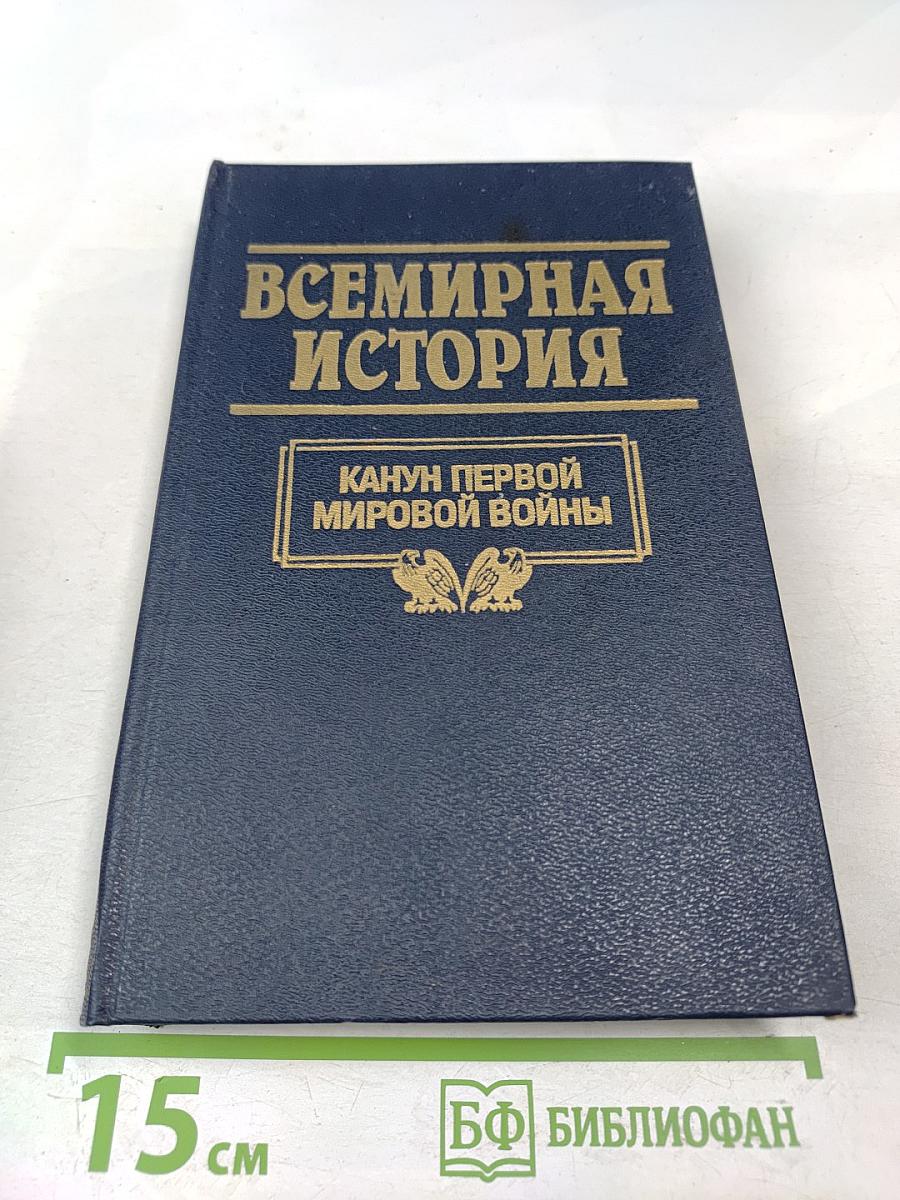 ВСЕМИРНАЯ
ИСТОРИЯ
КАНУН ПЕРВОЙ
МИРОВОЙ ВОЙНЫ
15 см
БФ БИБЛИОФАН